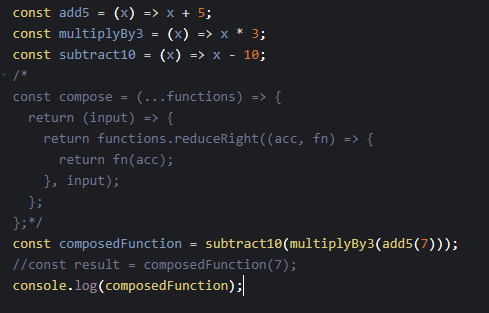 const add5 = (x) => x + 5;
const multiplyBy3 = (x) => x * 3;
const subtract10 = (x) => x - 10;
/*
const compose = (...functions) => {
  return (input) => {
    return functions.reduceRight((acc, fn) => {
      return fn(acc);
    }, input);
  };
};*/
const composedFunction = subtract10(multiplyBy3(add5(7)));
//const result = composedFunction(7);
console.log(composedFunction);